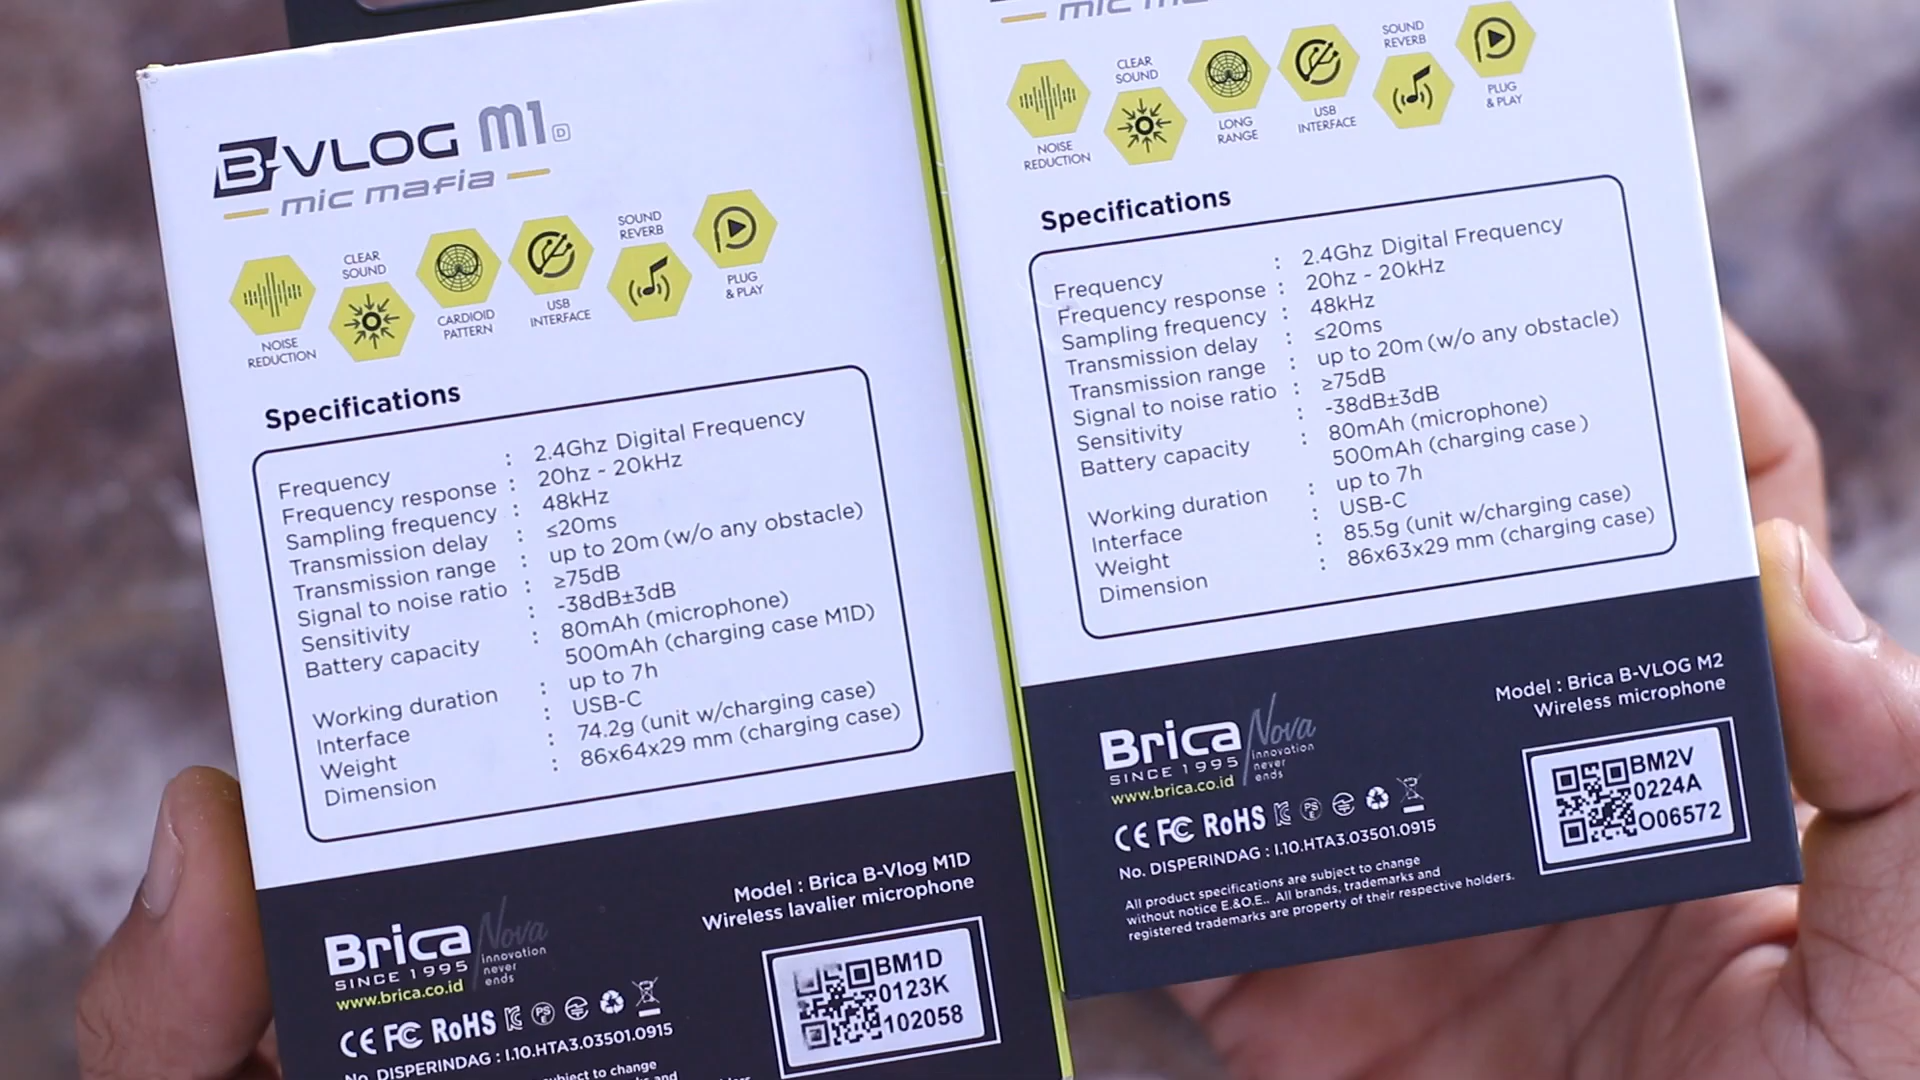 B-VLOG M1 D
mic mafia
NOISE
REDUCTION
CLEAR
SOUND
CARDIOID
PATTERN
USB
INTERFACE
SOUND
REVERB
PLUG
& PLAY
Specifications
Frequency : 2.4Ghz Digital Frequency
Frequency response : 20hz - 20kHz
Sampling frequency : 48kHz
Transmission delay : ≤20ms
Transmission range : up to 20m (w/o any obstacle)
Signal to noise ratio : ≥75dB
Sensitivity : -38dB±3dB
Battery capacity : 80mAh (microphone)
500mAh (charging case M1D)
Working duration : up to 7h
Interface : USB-C
Weight : 74.2g (unit w/charging case)
Dimension : 86x64x29 mm (charging case)
Model : Brica B-Vlog M1D
Wireless lavalier microphone
Brica Nova
SINCE 1995
innovation
never
ends
www.brica.co.id
CE FC RoHS
No. DISPERINDAG : I.10.HTA3.03501.0915
BM1D
0123K
102058
mic
NOISE
REDUCTION
CLEAR
SOUND
LONG
RANGE
USB
INTERFACE
SOUND
REVERB
PLUG
& PLAY
Specifications
Frequency : 2.4Ghz Digital Frequency
Frequency response : 20hz - 20kHz
Sampling frequency : 48kHz
Transmission delay : ≤20ms
Transmission range : up to 20m (w/o any obstacle)
Signal to noise ratio : ≥75dB
Sensitivity : -38dB±3dB
Battery capacity : 80mAh (microphone)
500mAh (charging case )
Working duration : up to 7h
Interface : USB-C
Weight : 85.5g (unit w/charging case)
Dimension : 86x63x29 mm (charging case)
Model : Brica B-VLOG M2
Wireless microphone
Brica Nova
SINCE 1995
innovation
never
ends
www.brica.co.id
CE FC RoHS
No. DISPERINDAG : I.10.HTA3.03501.0915
All product specifications are subject to change
without notice E.&O.E.. All brands, trademarks and
registered trademarks are property of their respective holders.
BM2V
0224A
O06572